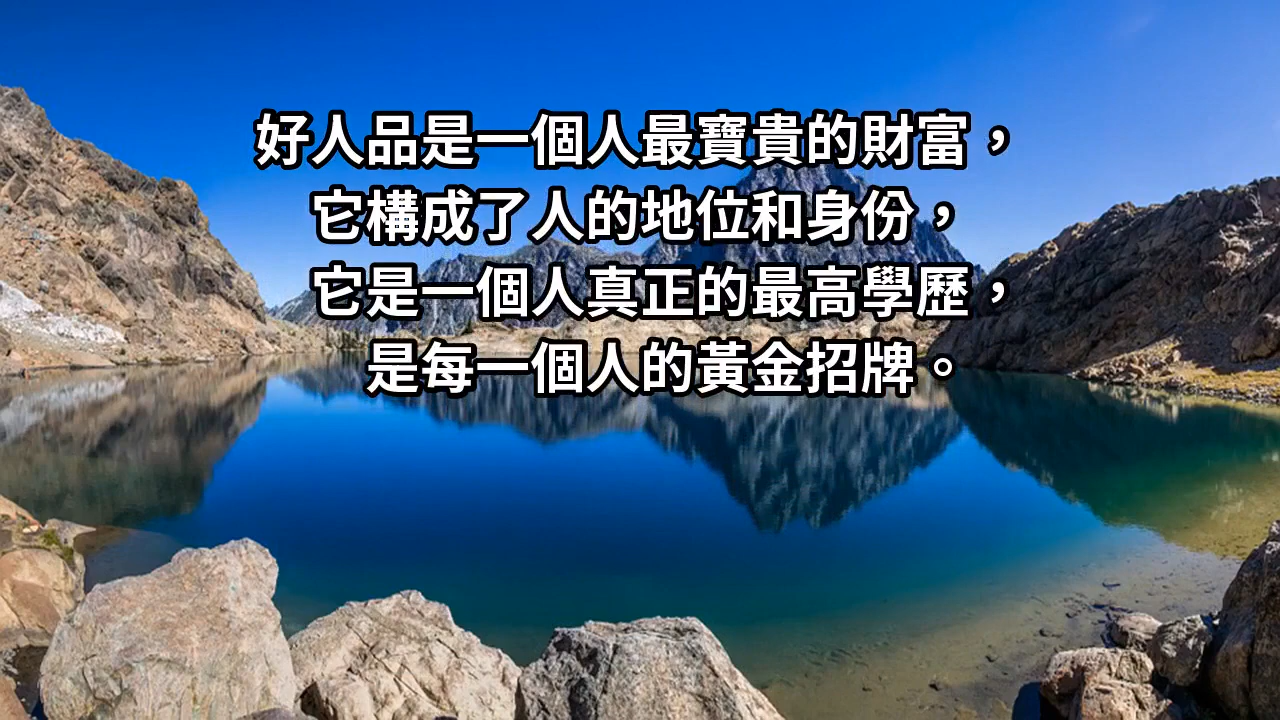 好人品是一個人最寶貴的財富，
它構成了人的地位和身份，
它是一個人真正的最高學歷，
是每一個人的黃金招牌。